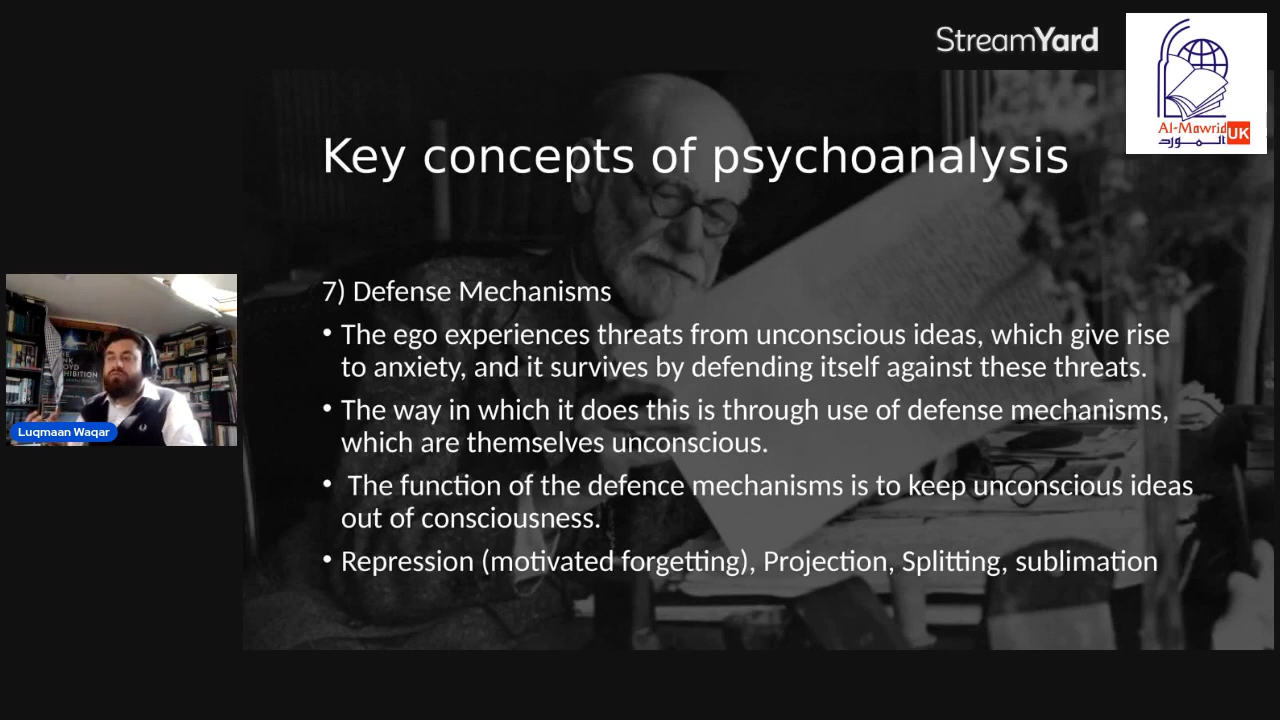 StreamYard
Al-Mawrid
UK
المورد
Key concepts of psychoanalysis
7) Defense Mechanisms
• The ego experiences threats from unconscious ideas, which give rise
to anxiety, and it survives by defending itself against these threats.
• The way in which it does this is through use of defense mechanisms,
which are themselves unconscious.
• The function of the defence mechanisms is to keep unconscious ideas
out of consciousness.
• Repression (motivated forgetting), Projection, Splitting, sublimation
Luqmaan Waqar